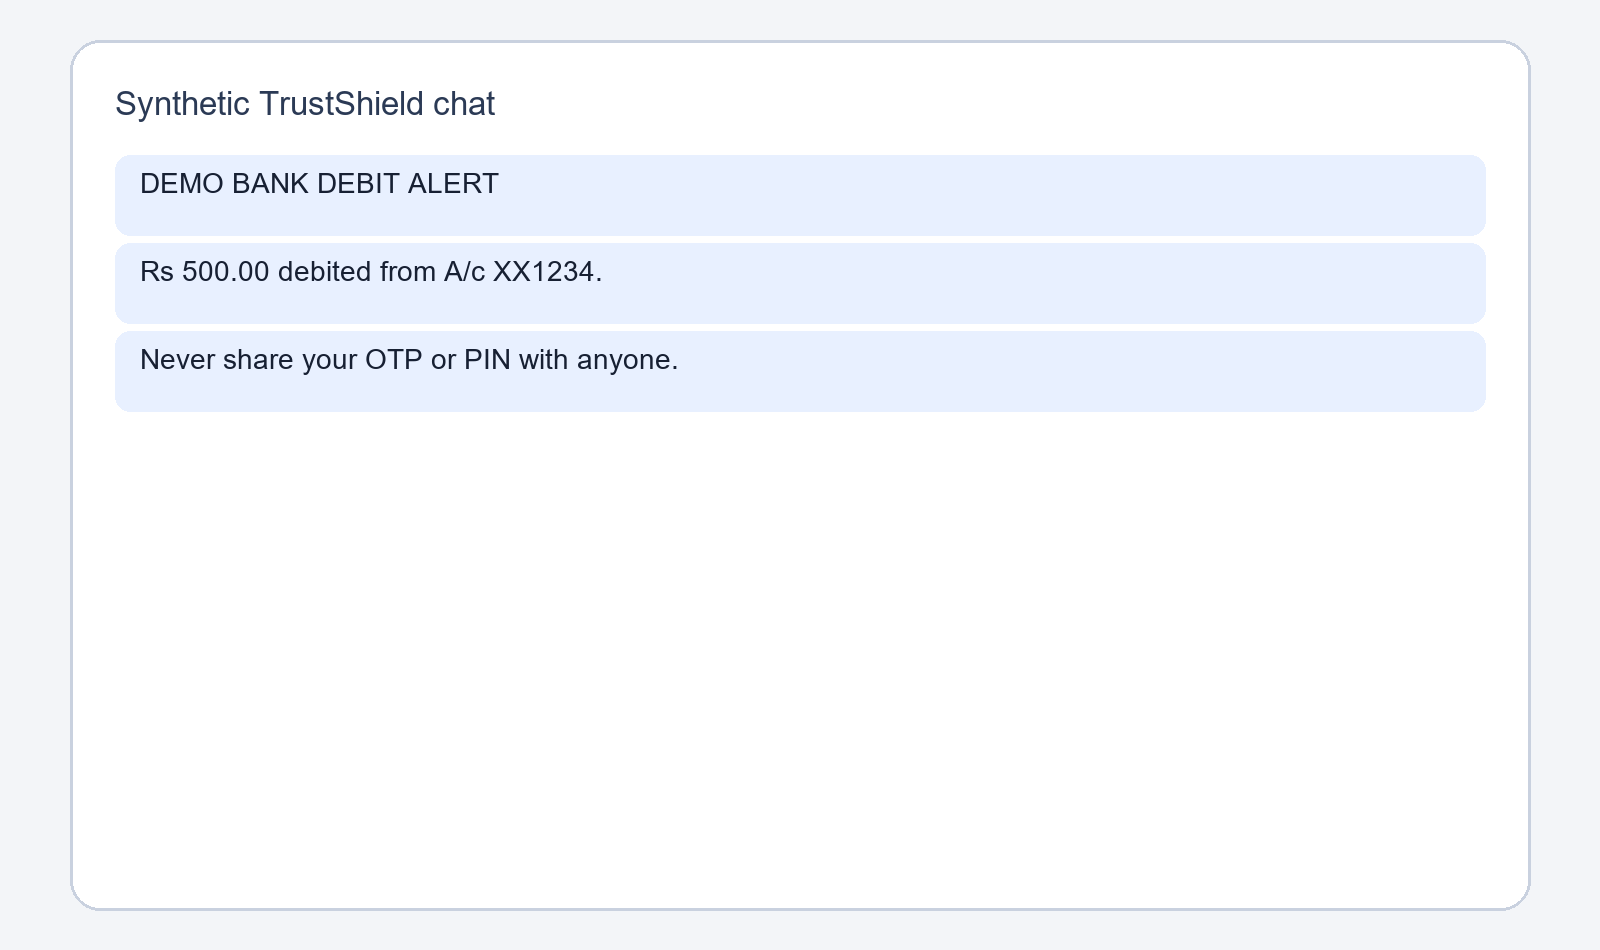 Synthetic TrustShield chat
DEMO BANK DEBIT ALERT
Rs 500.00 debited from A/c XX1234.
Never share your OTP or PIN with anyone.